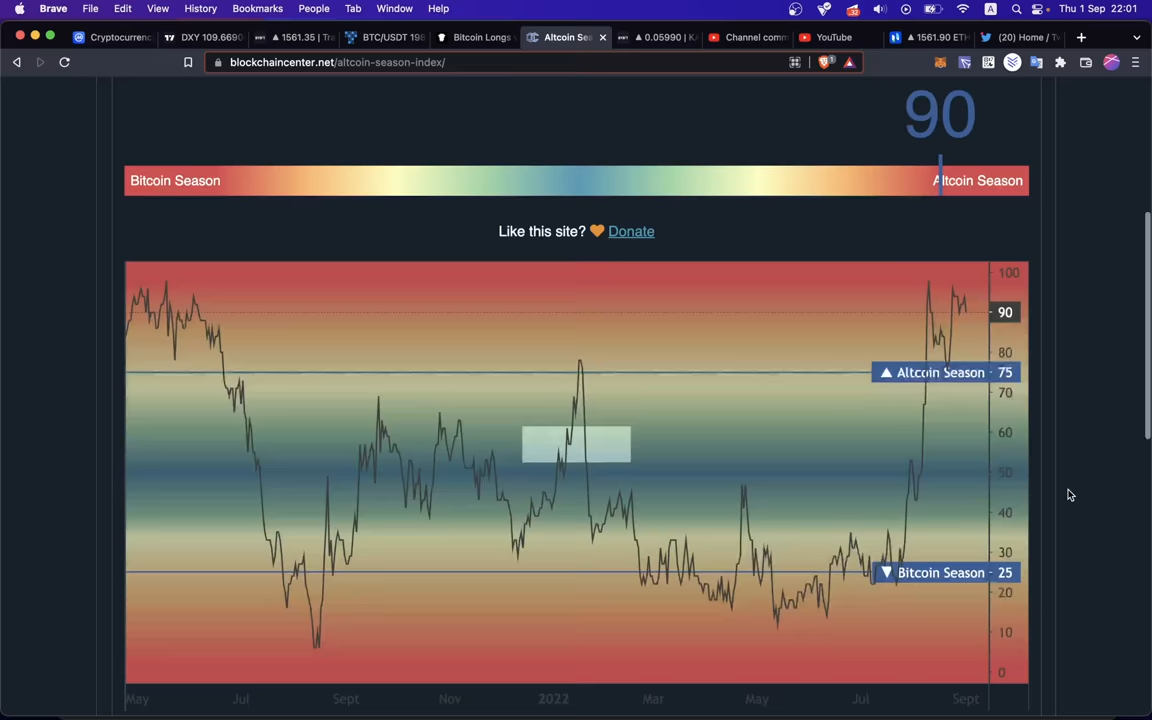 Brave File Edit View History Bookmarks People Tab Window Help Thu 1 Sep 22:01
Cryptocurrenc DXY 109.6690 1561.35 | Tra BTC/USDT 198 Bitcoin Longs Altcoin Sea 0.05990 | K Channel comm YouTube 1561.90 ETH (20) Home / Tw
blockchaincenter.net/altcoin-season-index/
90
Bitcoin Season Altcoin Season
Like this site? Donate
100
90
80
Altcoin Season 75
70
60
50
40
30
Bitcoin Season 25
20
10
0
May Jul Sept Nov 2022 Mar May Jul Sept